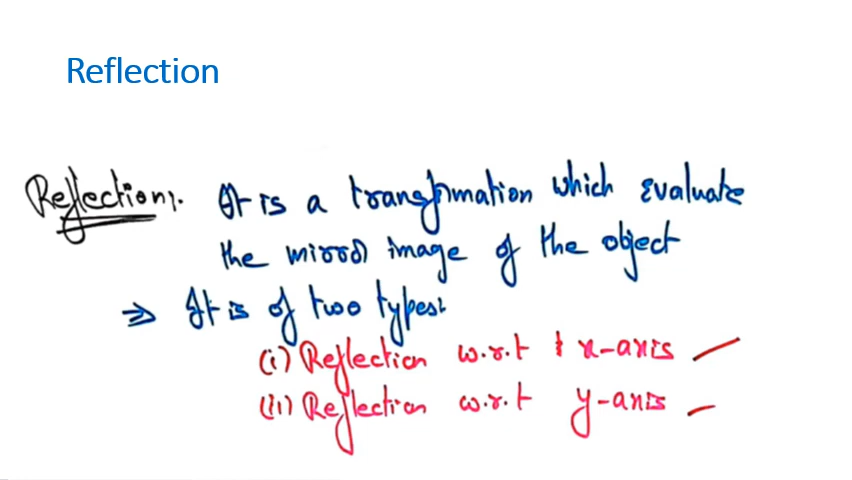 Reflection
Reflection:- It is a transfrmation which evaluate
the mirror image of the object
⇒ It is of two types:
(i) Reflection w.r.t x-axis
(ii) Reflection w.r.t y-axis